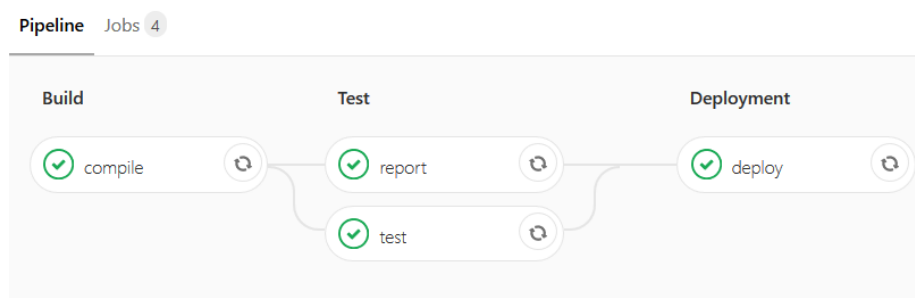 Pipeline Jobs 4
Build Test Deployment
compile report deploy
test